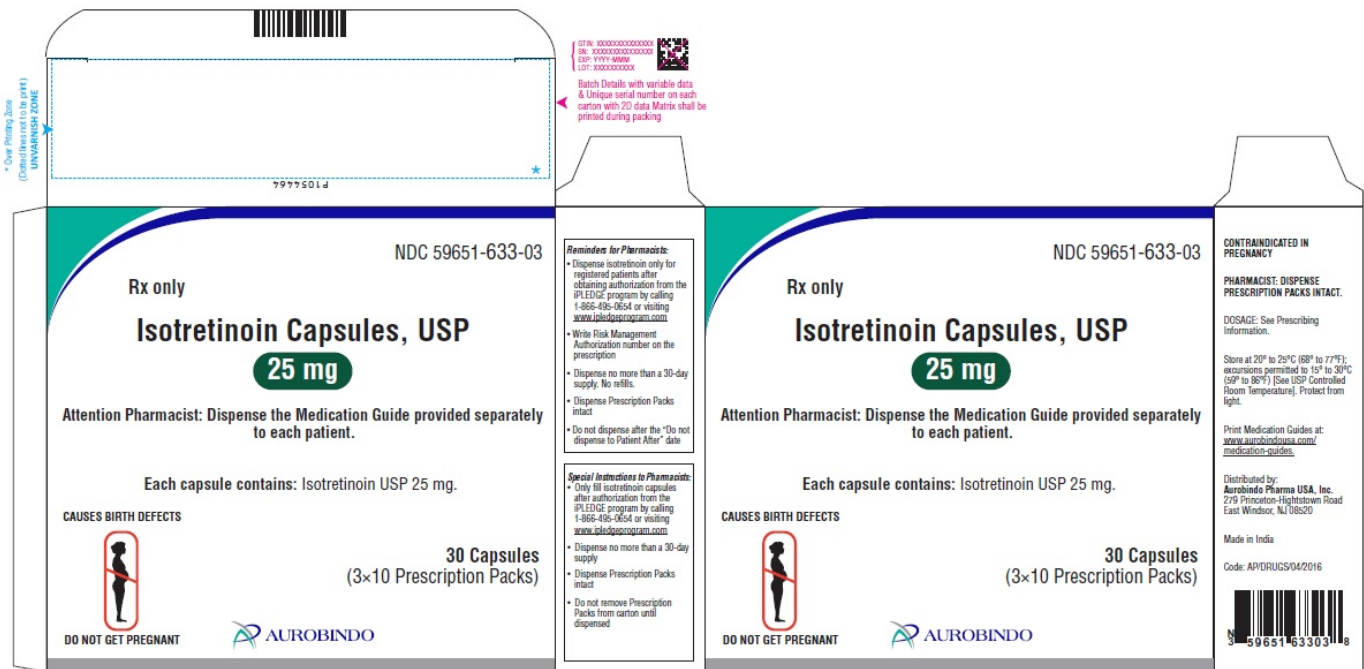 GTIN: XXXXXXXXXXXXXX
SN: XXXXXXXXXXXXXXX
EXP: YYYY-MMM
LOT: XXXXXXXXXX
Batch Details with variable data
& Unique serial number on each
carton with 2D data Matrix shall be
printed during packing
* Over Printing Zone
(Dotted lines not to be print)
UNVARNISH ZONE
*
P1054464
NDC 59651-633-03
Rx only
Isotretinoin Capsules, USP
25 mg
Attention Pharmacist: Dispense the Medication Guide provided separately
to each patient.
Each capsule contains: Isotretinoin USP 25 mg.
CAUSES BIRTH DEFECTS
30 Capsules
(3×10 Prescription Packs)
DO NOT GET PREGNANT
AUROBINDO
Reminders for Pharmacists:
• Dispense isotretinoin only for
registered patients after
obtaining authorization from the
iPLEDGE program by calling
1-866-495-0654 or visiting
www.ipledgeprogram.com
• Write Risk Management
Authorization number on the
prescription
• Dispense no more than a 30-day
supply. No refills.
• Dispense Prescription Packs
intact
• Do not dispense after the “Do not
dispense to Patient After” date
Special Instructions to Pharmacists:
• Only fill isotretinoin capsules
after authorization from the
iPLEDGE program by calling
1-866-495-0654 or visiting
www.ipledgeprogram.com
• Dispense no more than a 30-day
supply
• Dispense Prescription Packs
intact
• Do not remove Prescription
Packs from carton until
dispensed
NDC 59651-633-03
Rx only
Isotretinoin Capsules, USP
25 mg
Attention Pharmacist: Dispense the Medication Guide provided separately
to each patient.
Each capsule contains: Isotretinoin USP 25 mg.
CAUSES BIRTH DEFECTS
30 Capsules
(3×10 Prescription Packs)
DO NOT GET PREGNANT
AUROBINDO
CONTRAINDICATED IN
PREGNANCY
PHARMACIST: DISPENSE
PRESCRIPTION PACKS INTACT.
DOSAGE: See Prescribing
Information.
Store at 20° to 25°C (68° to 77°F);
excursions permitted to 15° to 30°C
(59° to 86°F) [See USP Controlled
Room Temperature]. Protect from
light.
Print Medication Guides at:
www.aurobindousa.com/
medication-guides.
Distributed by:
Aurobindo Pharma USA, Inc.
279 Princeton-Hightstown Road
East Windsor, NJ 08520
Made in India
Code: AP/DRUGS/04/2016
N
3 59651 63303 8